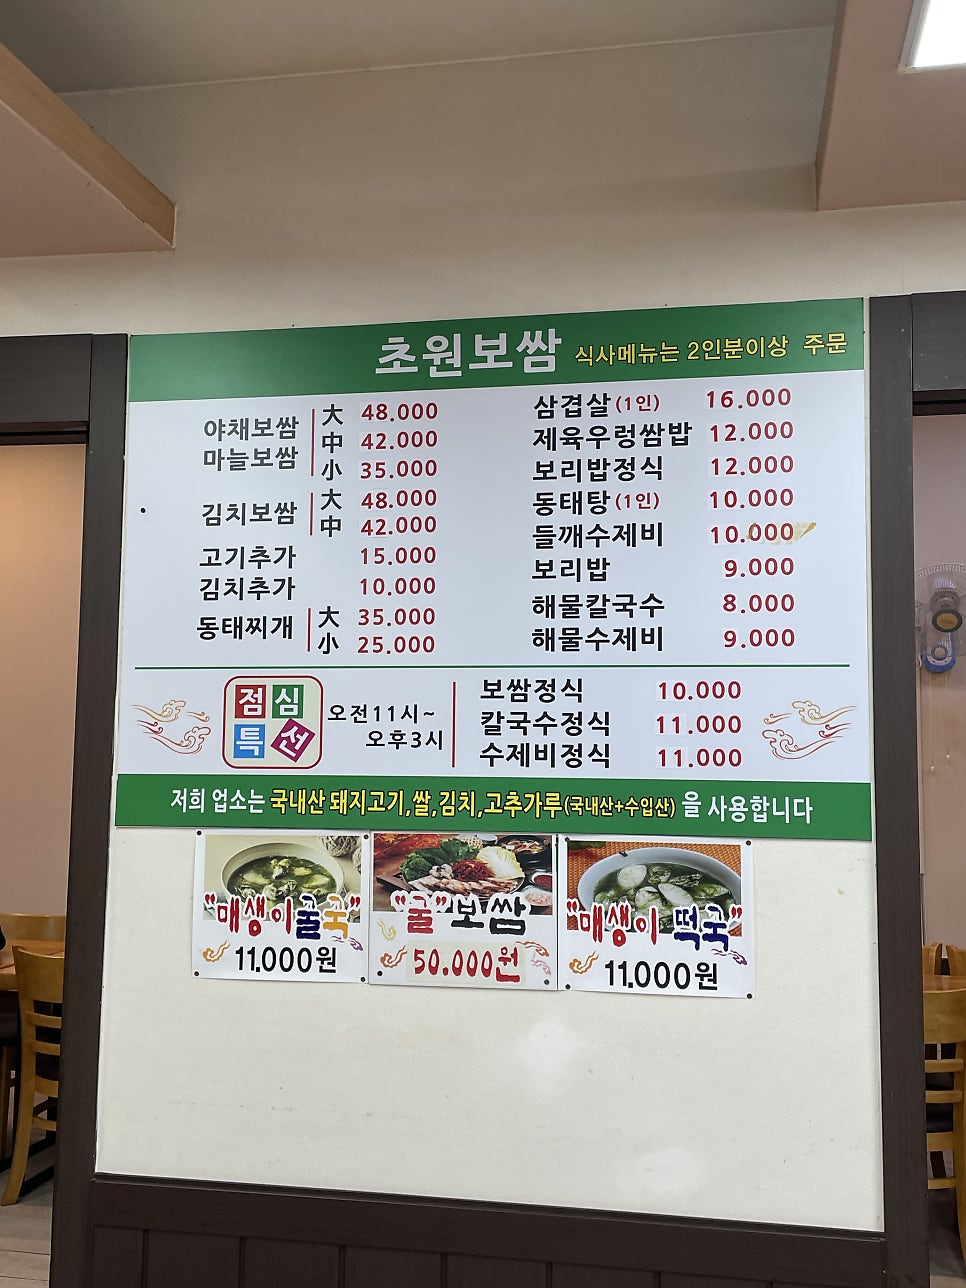 초원보쌈 식사메뉴는 2인분이상 주문
야채보쌈
마늘보쌈
大 48.000
中 42.000
小 35.000
김치보쌈
大 48.000
中 42.000
고기추가 15.000
김치추가 10.000
동태찌개
大 35.000
小 25.000
삼겹살(1인) 16.000
제육우렁쌈밥 12.000
보리밥정식 12.000
동태탕(1인) 10.000
들깨수제비 10.000
보리밥 9.000
해물칼국수 8.000
해물수제비 9.000
점심
특선
오전11시~
오후3시
보쌈정식 10.000
칼국수정식 11.000
수제비정식 11.000
저희 업소는 국내산 돼지고기,쌀,김치,고추가루(국내산+수입산) 을 사용합니다
"매생이굴국"
11.000원
"굴"보쌈
50.000원
"매생이 떡국"
11.000원